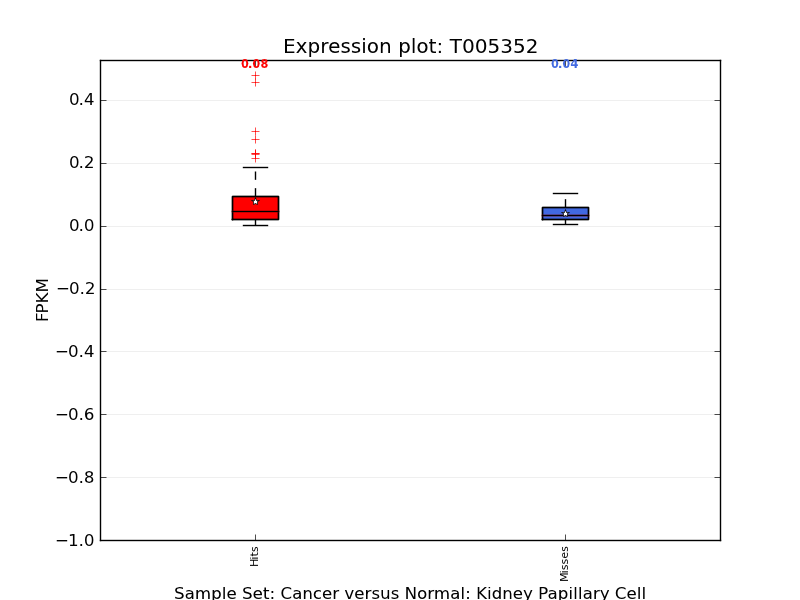 Expression plot: T005352
0.08
0.04
0.4
0.2
0.0
−0.2
−0.4
−0.6
−0.8
−1.0
FPKM
Hits
Misses
Sample Set: Cancer versus Normal: Kidney Papillary Cell